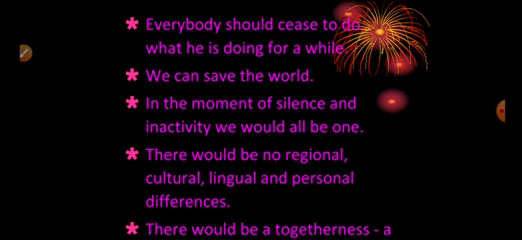 * Everybody should cease to do
what he is doing for a while.
* We can save the world.
* In the moment of silence and
inactivity we would all be one.
* There would be no regional,
cultural, lingual and personal
differences.
* There would be a togetherness - a